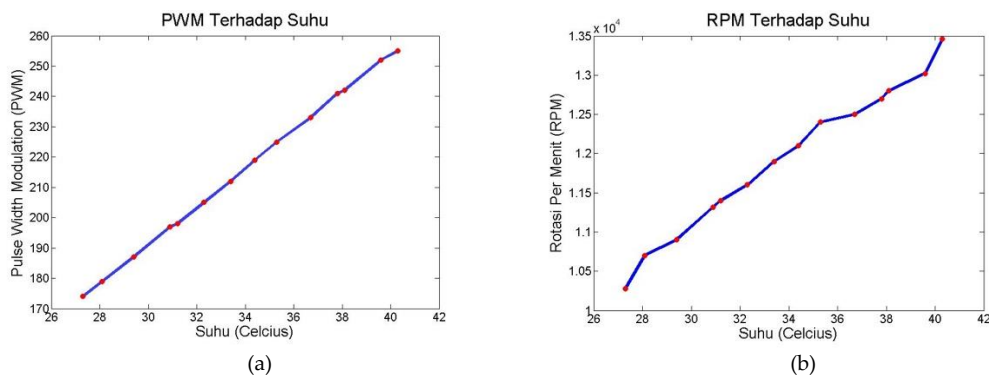 PWM Terhadap Suhu
260
250
240
230
220
210
200
190
180
170
26 28 30 32 34 36 38 40 42
Pulse Width Modulation (PWM)
Suhu (Celcius)
(a)
RPM Terhadap Suhu
x 10⁴
1.35
1.3
1.25
1.2
1.15
1.1
1.05
1
26 28 30 32 34 36 38 40 42
Rotasi Per Menit (RPM)
Suhu (Celcius)
(b)